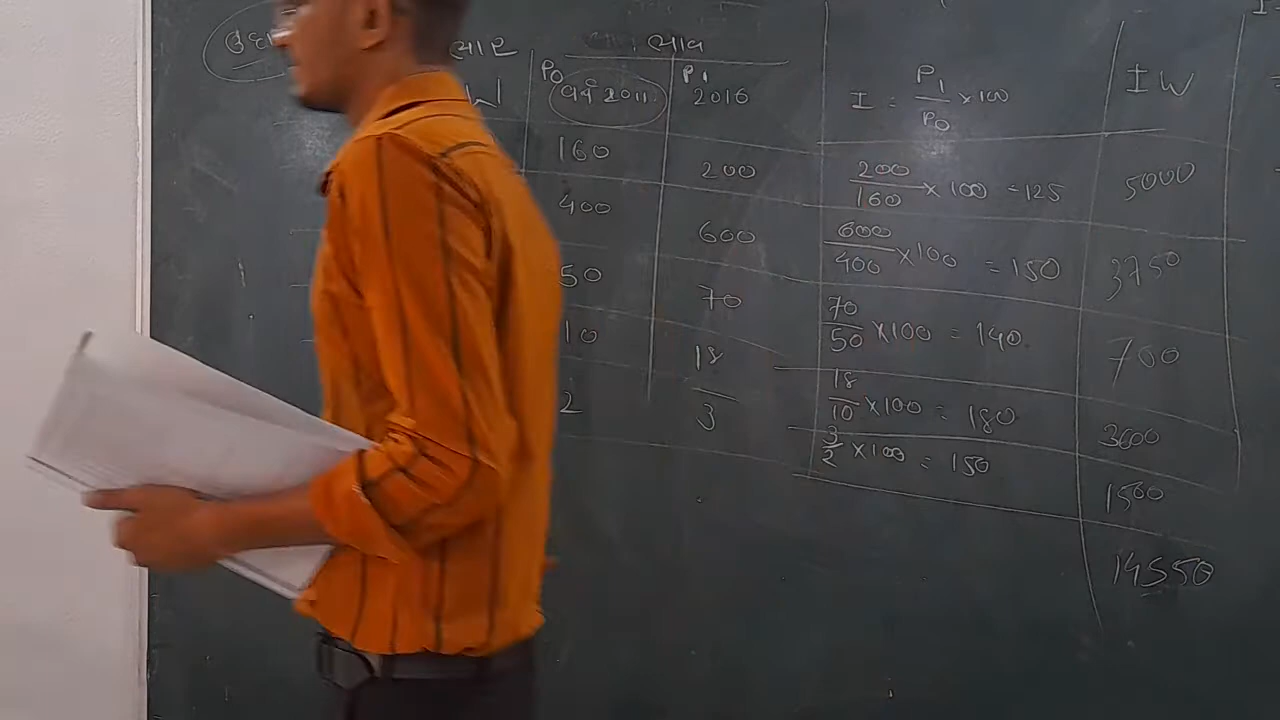 ભાર ભાવ
W P0 વર્ષ 2011 P1 2016 I = P1/P0 × 100 IW
160 200 200/160 × 100 = 125 5000
400 600 600/400 × 100 = 150 3750
50 70 70/50 × 100 = 140 700
10 18 18/10 × 100 = 180 3600
2 3 3/2 × 100 = 150 1500
14550